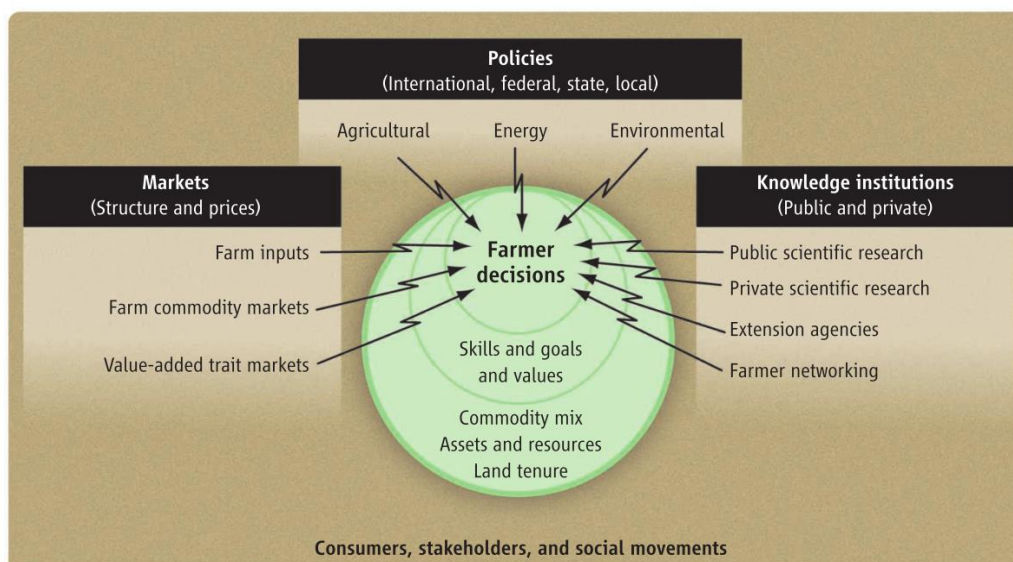 Policies
(International, federal, state, local)
Agricultural
Energy
Environmental
Markets
(Structure and prices)
Farm inputs
Farm commodity markets
Value-added trait markets
Knowledge institutions
(Public and private)
Public scientific research
Private scientific research
Extension agencies
Farmer networking
Farmer
decisions
Skills and goals
and values
Commodity mix
Assets and resources
Land tenure
Consumers, stakeholders, and social movements